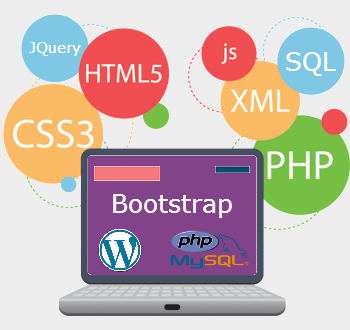 JQuery
HTML5
CSS3
js
SQL
XML
PHP
Bootstrap
W
php
MySQL